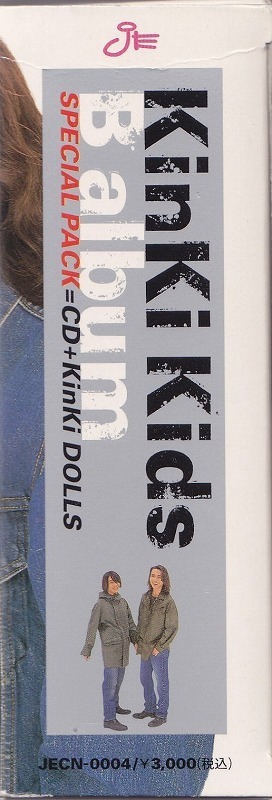 JE
KinKi Kids
B album
SPECIAL PACK=CD+KinKi DOLLS
JECN-0004/¥3,000(税込)